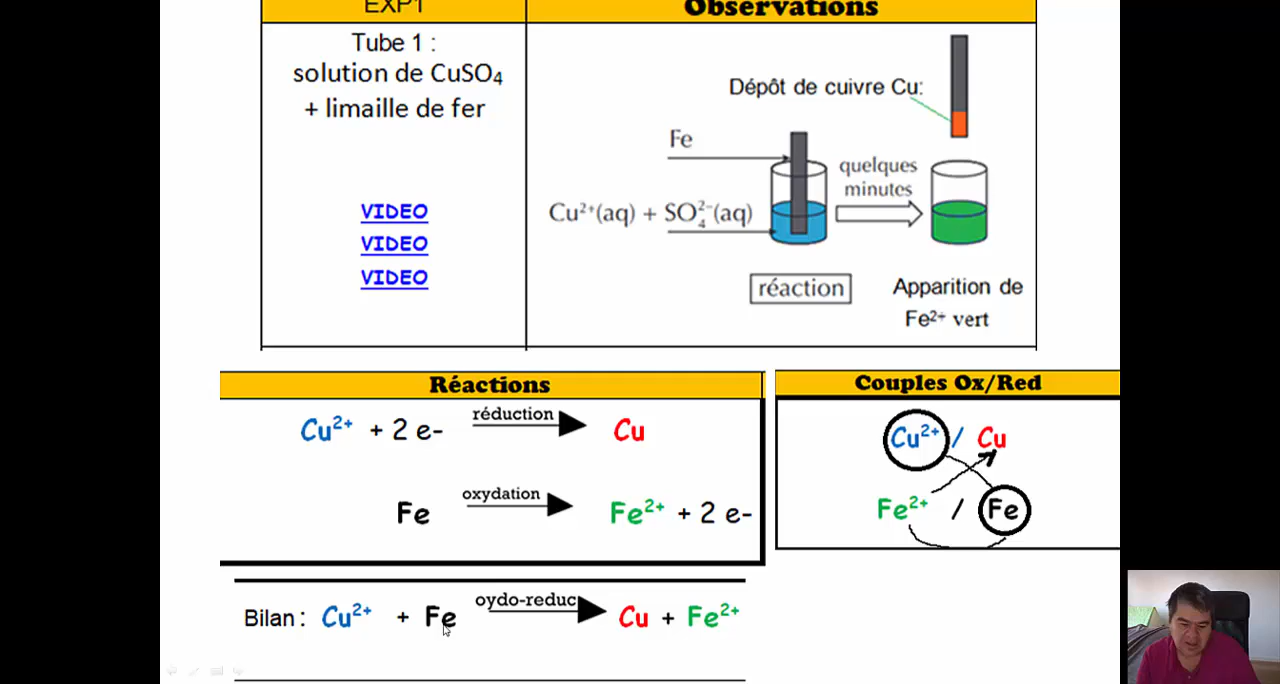 EXP1
Observations
Tube 1 :
solution de CuSO₄
+ limaille de fer
VIDEO
VIDEO
VIDEO
Dépôt de cuivre Cu:
Fe
quelques
minutes
Cu²⁺(aq) + SO₄²⁻(aq)
réaction
Apparition de
Fe²⁺ vert
Réactions
Cu²⁺ + 2 e- réduction Cu
Fe oxydation Fe²⁺ + 2 e-
Couples Ox/Red
Cu²⁺ / Cu
Fe²⁺ / Fe
Bilan : Cu²⁺ + Fe oydo-reduc Cu + Fe²⁺